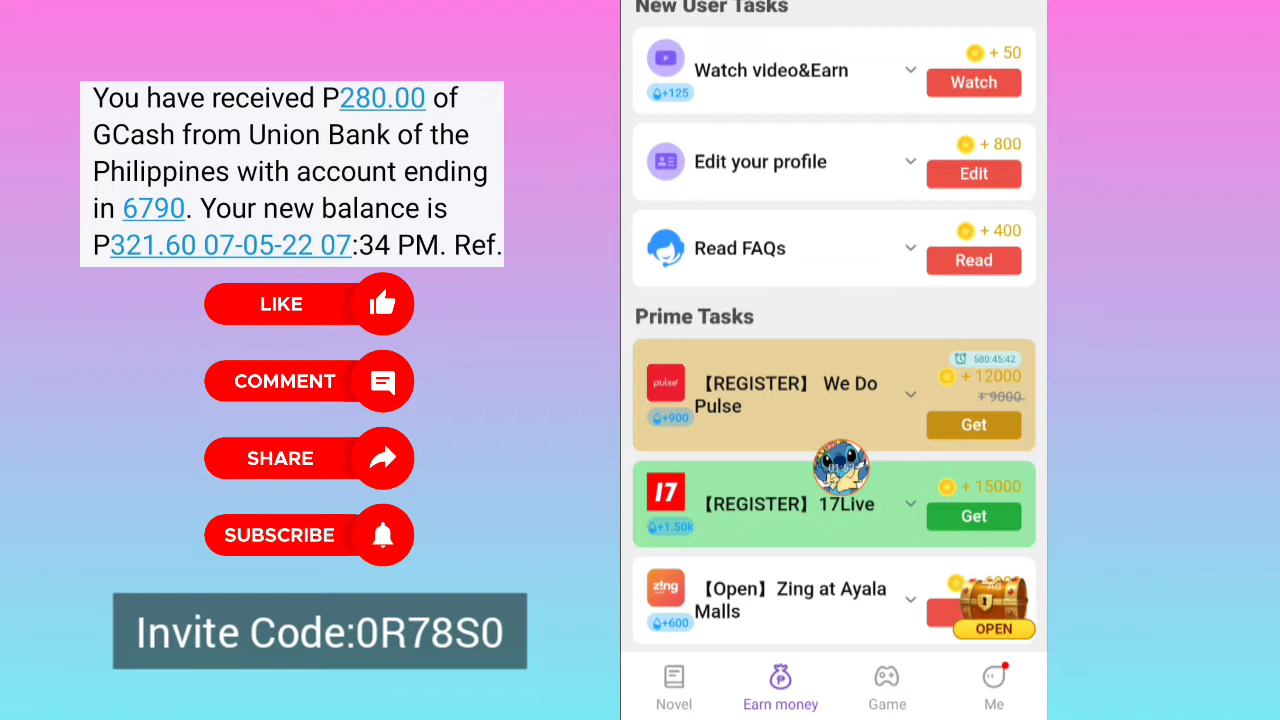 You have received P280.00 of
GCash from Union Bank of the
Philippines with account ending
in 6790. Your new balance is
P321.60 07-05-22 07:34 PM. Ref.
LIKE
COMMENT
SHARE
SUBSCRIBE
Invite Code:0R78S0
New User Tasks
Watch video&Earn
+125
+ 50
Watch
Edit your profile
+ 800
Edit
Read FAQs
+ 400
Read
Prime Tasks
580:45:42
pulse
【REGISTER】 We Do
Pulse
+900
+ 12000
+ 9000
Get
17
【REGISTER】17Live
+1.50k
+ 15000
Get
zing
【Open】Zing at Ayala
Malls
+600
OPEN
Novel
Earn money
Game
Me